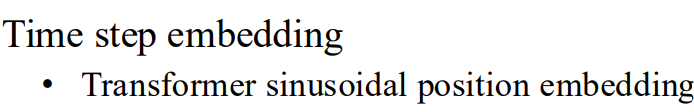 Time step embedding
• Transformer sinusoidal position embedding